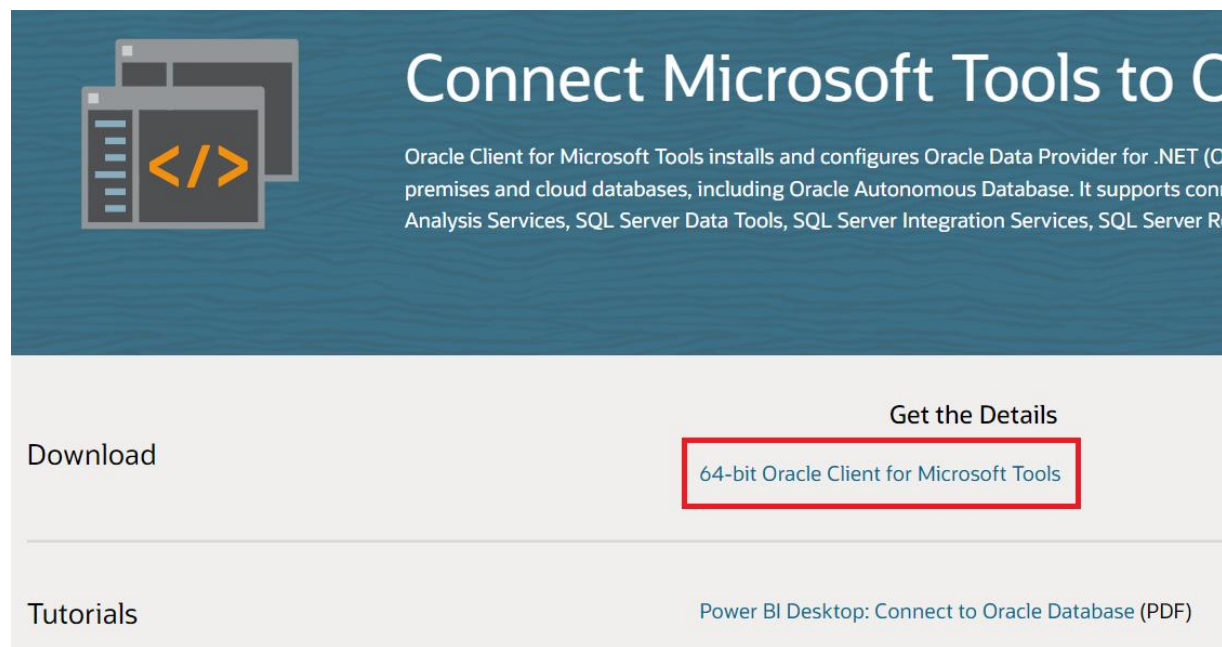 </>
Connect Microsoft Tools to
Oracle Client for Microsoft Tools installs and configures Oracle Data Provider for .NET
premises and cloud databases, including Oracle Autonomous Database. It supports
Analysis Services, SQL Server Data Tools, SQL Server Integration Services, SQL Server
Get the Details
Download
64-bit Oracle Client for Microsoft Tools
Tutorials
Power BI Desktop: Connect to Oracle Database (PDF)